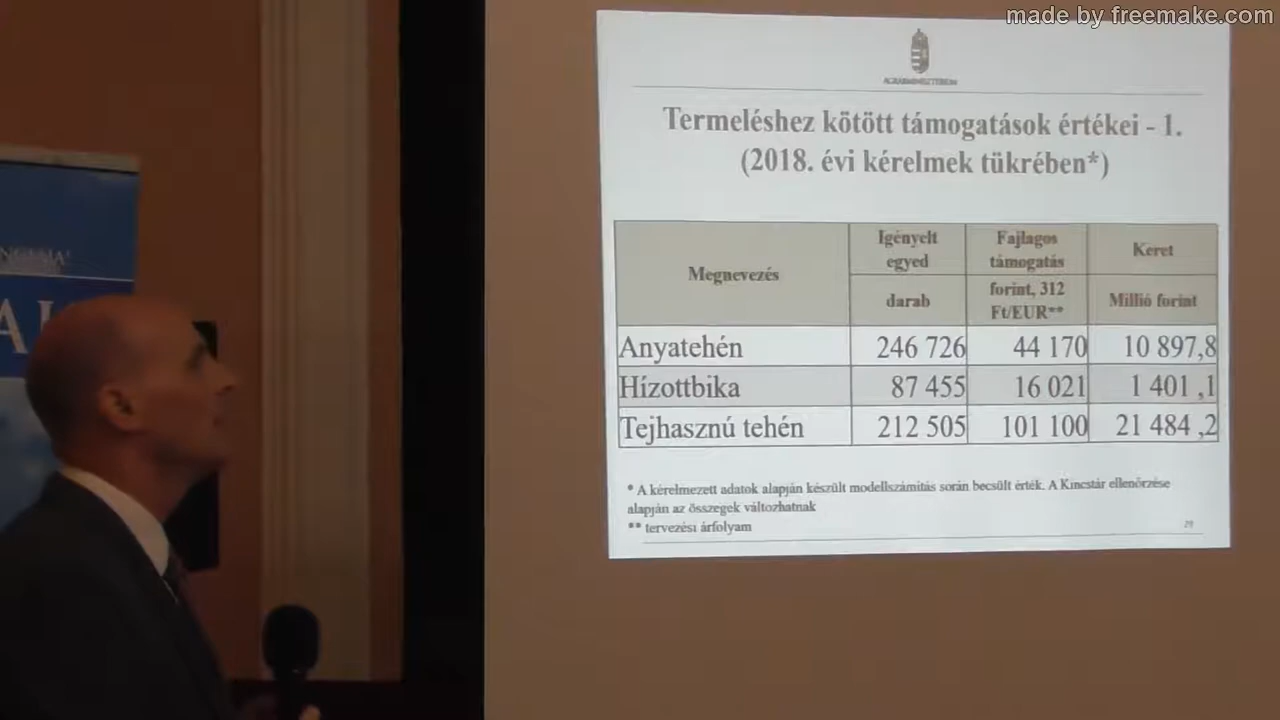 made by freemake.com
AGRÁRMINISZTÉRIUM
Termeléshez kötött támogatások értékei - 1.
(2018. évi kérelmek tükrében*)
Megnevezés
Igényelt
egyed
Fajlagos
támogatás
Keret
darab
forint, 312
Ft/EUR**
Millió forint
Anyatehén 246 726 44 170 10 897,8
Hízottbika 87 455 16 021 1 401 ,1
Tejhasznú tehén 212 505 101 100 21 484 ,2
* A kérelmezett adatok alapján készült modellszámítás során becsült érték. A Kincstár ellenőrzése
alapján az összegek változhatnak
** tervezési árfolyam